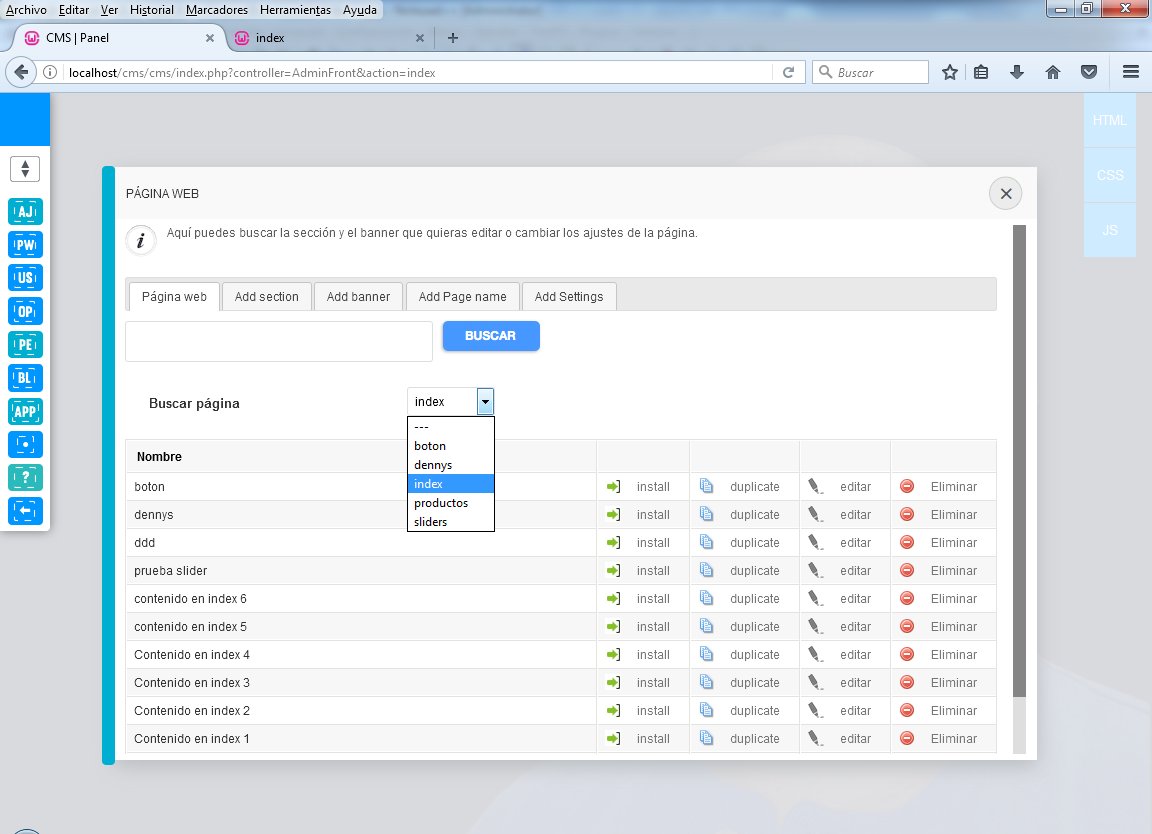 Archivo Editar Ver Historial Marcadores Herramientas Ayuda
CMS | Panel
index
localhost/cms/cms/index.php?controller=AdminFront&action=index
Buscar
HTML
CSS
JS
AJ
PW
US
OP
PE
BL
APP
?
PÁGINA WEB
i
Aquí puedes buscar la sección y el banner que quieras editar o cambiar los ajustes de la página.
Página web Add section Add banner Add Page name Add Settings
BUSCAR
Buscar página index
---
boton
dennys
index
productos
sliders
Nombre
boton install duplicate editar Eliminar
dennys install duplicate editar Eliminar
ddd install duplicate editar Eliminar
prueba slider install duplicate editar Eliminar
contenido en index 6 install duplicate editar Eliminar
contenido en index 5 install duplicate editar Eliminar
Contenido en index 4 install duplicate editar Eliminar
Contenido en index 3 install duplicate editar Eliminar
Contenido en index 2 install duplicate editar Eliminar
Contenido en index 1 install duplicate editar Eliminar